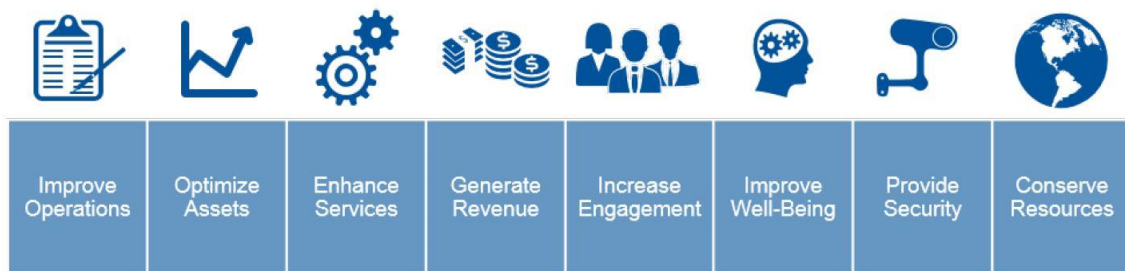 Improve
Operations
Optimize
Assets
Enhance
Services
Generate
Revenue
Increase
Engagement
Improve
Well-Being
Provide
Security
Conserve
Resources